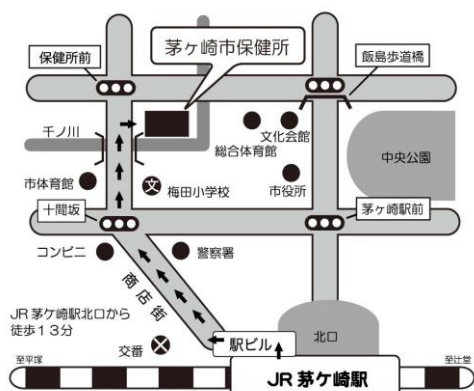 保健所前
茅ヶ崎市保健所
飯島歩道橋
千ノ川
総合体育館
文化会館
中央公園
市体育館
文
梅田小学校
市役所
十間坂
茅ヶ崎駅前
コンビニ
警察署
商店街
JR茅ケ崎駅北口から
徒歩13分
交番
駅ビル
北口
至平塚
JR 茅ケ崎駅
至辻堂